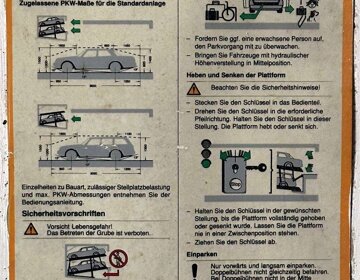 Zugelassene PKW-Maße für die Standardanlage
Einzelheiten zu Bauart, zulässiger Stellplatzbelastung
und max. PKW-Abmessungen entnehmen Sie der
Bedienungsanleitung.
Sicherheitsvorschriften
Vorsicht Lebensgefahr!
Das Betreten der Grube ist verboten.
– Fordern Sie ggf. eine erwachsene Person auf,
den Parkvorgang mit zu überwachen.
– Bringen Sie Fahrzeuge mit hydraulischer
Höhenverstellung in Mittelposition.
Heben und Senken der Plattform
Beachten Sie die Sicherheitshinweise!
– Stecken Sie den Schlüssel in das Bedienteil.
– Drehen Sie den Schlüssel in die erforderliche
Pfeilrichtung. Halten Sie den Schlüssel in dieser
Stellung. Die Plattform hebt oder senkt sich.
– Halten Sie den Schlüssel in der gewünschten
Stellung, bis die Plattform vollständig gehoben
oder gesenkt wurde. Lassen Sie die Plattform
nie in einer Zwischenposition stehen.
– Ziehen Sie den Schlüssel ab.
Einparken
Nur vorwärts und langsam einparken.
Doppelbühnen nicht gleichzeitig befahren.
Bei Doppelbühnen nicht in der Mitte